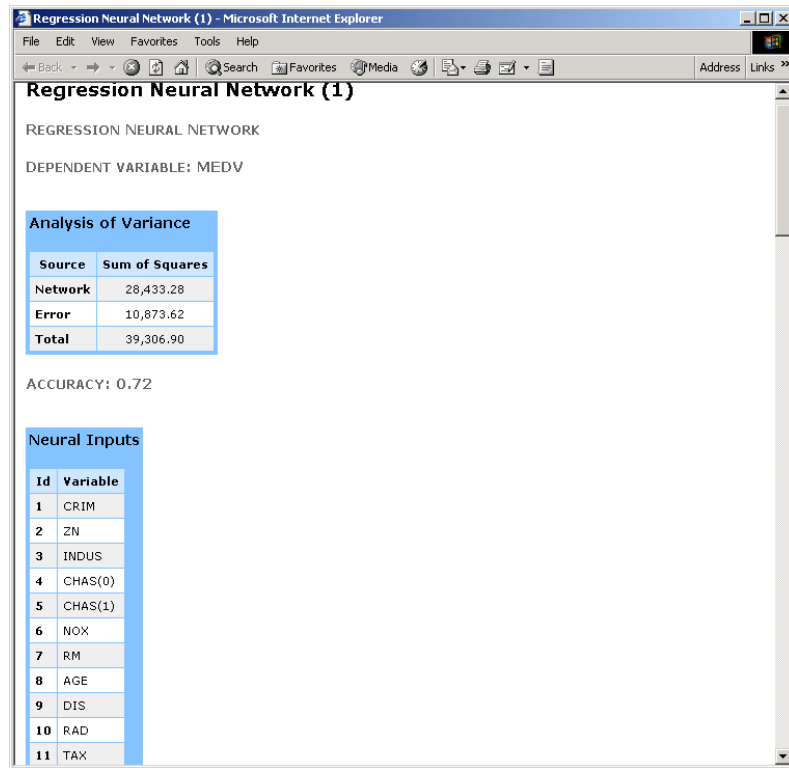 Regression Neural Network (1) - Microsoft Internet Explorer
File Edit View Favorites Tools Help
Back Search Favorites Media Address Links »
Regression Neural Network (1)
REGRESSION NEURAL NETWORK
DEPENDENT VARIABLE: MEDV
Analysis of Variance
Source Sum of Squares
Network 28,433.28
Error 10,873.62
Total 39,306.90
ACCURACY: 0.72
Neural Inputs
Id Variable
1 CRIM
2 ZN
3 INDUS
4 CHAS(0)
5 CHAS(1)
6 NOX
7 RM
8 AGE
9 DIS
10 RAD
11 TAX